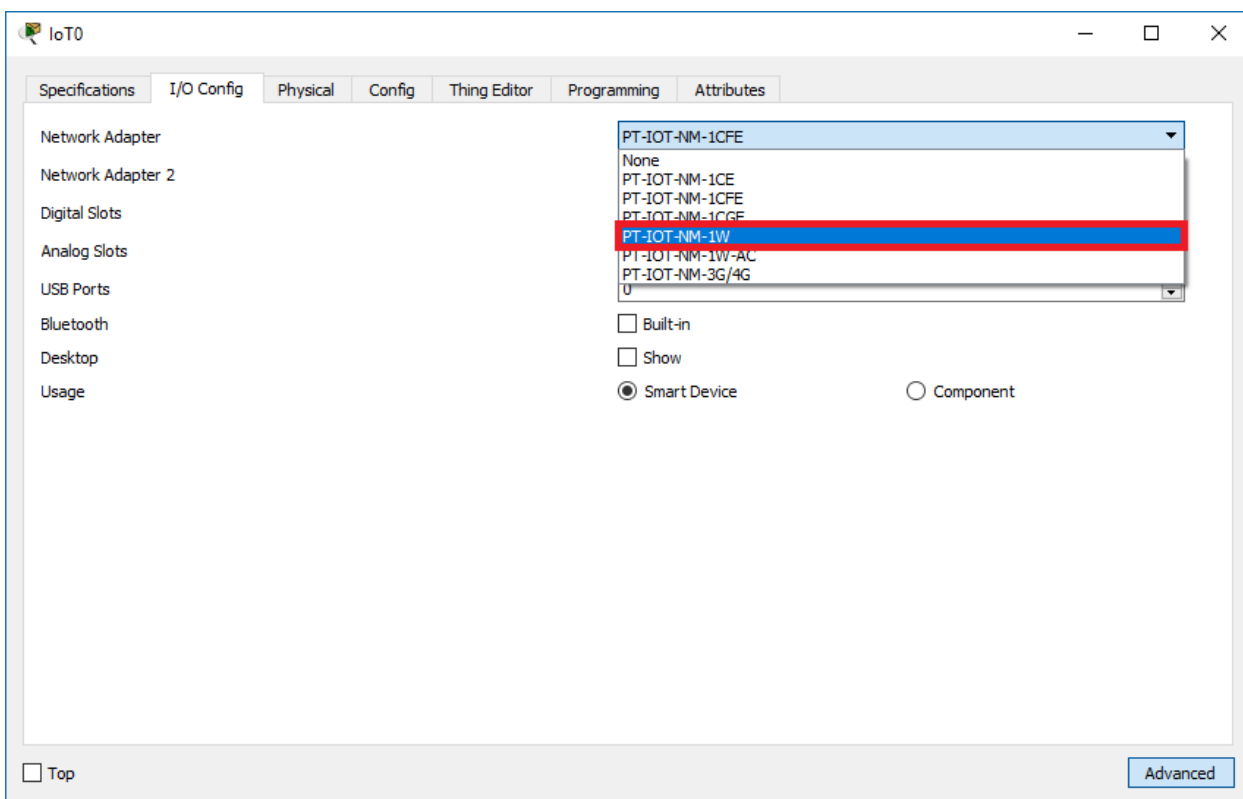 IoT0
Specifications I/O Config Physical Config Thing Editor Programming Attributes
Network Adapter PT-IOT-NM-1CFE
None
Network Adapter 2 PT-IOT-NM-1CE
PT-IOT-NM-1CFE
Digital Slots PT-IOT-NM-1CGE
PT-IOT-NM-1W
Analog Slots PT-IOT-NM-1W-AC
PT-IOT-NM-3G/4G
USB Ports 0
Bluetooth Built-in
Desktop Show
Usage Smart Device Component
Top Advanced